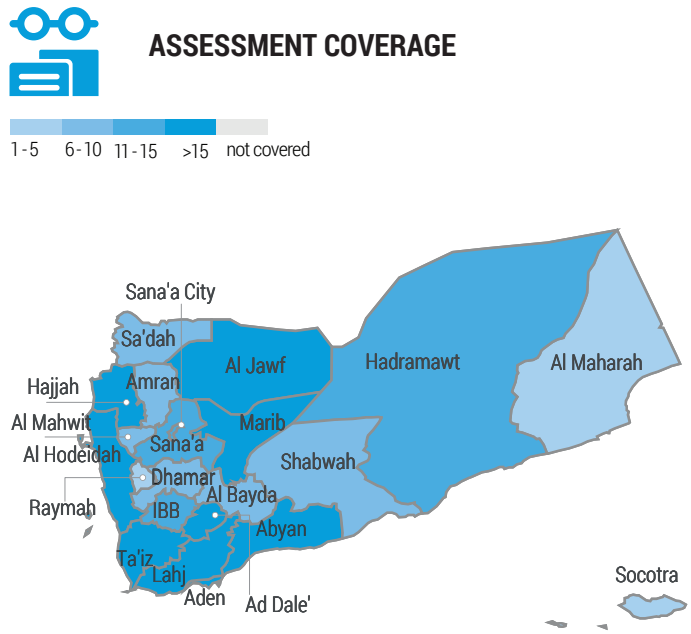 ASSESSMENT COVERAGE
1-5 6-10 11-15 >15 not covered
Sana'a City
Sa'dah
Al Jawf
Hadramawt
Al Maharah
Hajjah
Amran
Al Mahwit
Marib
Sana'a
Al Hodeidah
Shabwah
Dhamar
Al Bayda
Raymah
IBB
Abyan
Ta'iz
Lahj
Socotra
Aden
Ad Dale'